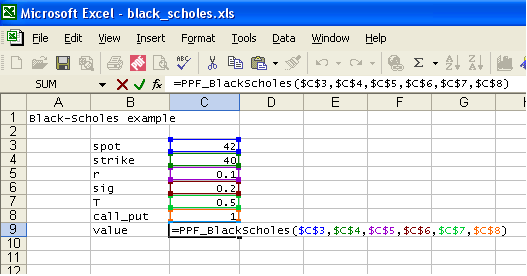 Microsoft Excel - black_scholes.xls
File Edit View Insert Format Tools Data Window Help
SUM =PPF_BlackScholes($C$3,$C$4,$C$5,$C$6,$C$7,$C$8)
A B C D E F G
1 Black-Scholes example
2
3 spot 42
4 strike 40
5 r 0.1
6 sig 0.2
7 T 0.5
8 call_put 1
9 value =PPF_BlackScholes($C$3,$C$4,$C$5,$C$6,$C$7,$C$8)
10
11
12